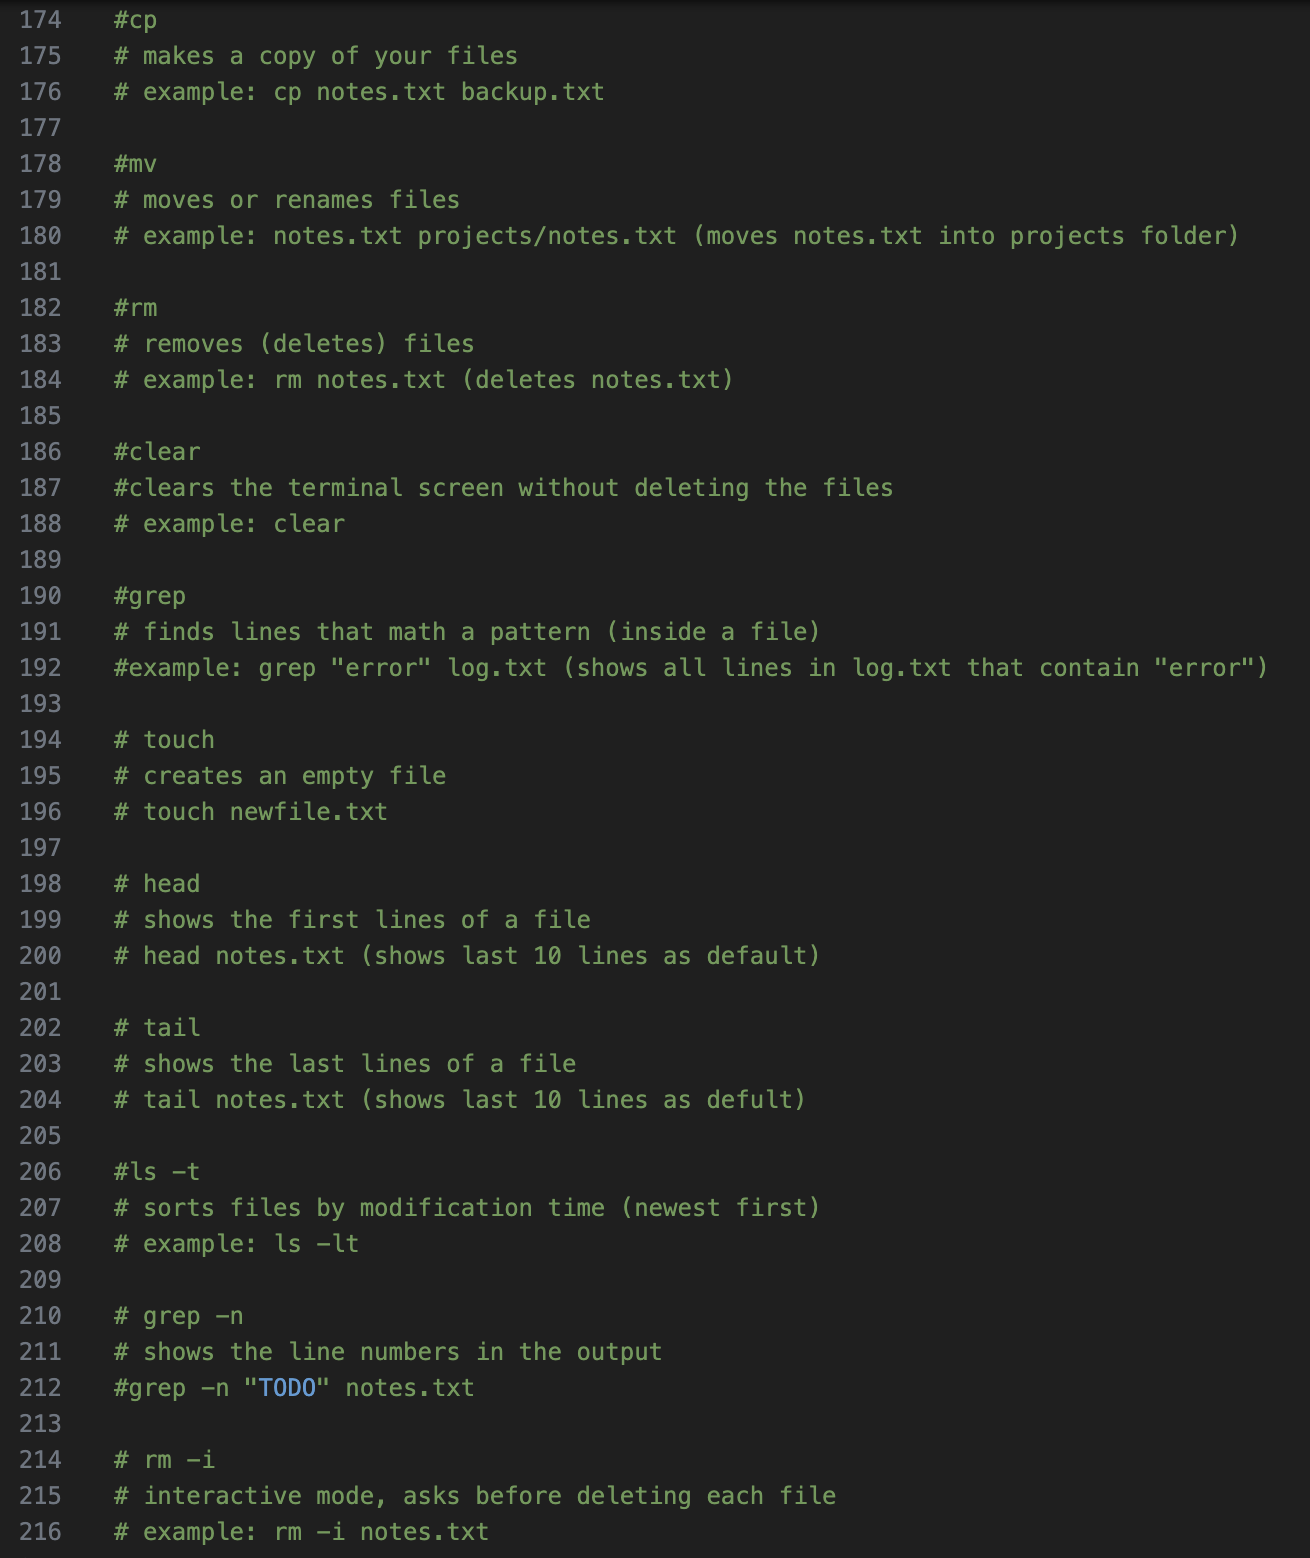 174 #cp
175 # makes a copy of your files
176 # example: cp notes.txt backup.txt
177
178 #mv
179 # moves or renames files
180 # example: notes.txt projects/notes.txt (moves notes.txt into projects folder)
181
182 #rm
183 # removes (deletes) files
184 # example: rm notes.txt (deletes notes.txt)
185
186 #clear
187 #clears the terminal screen without deleting the files
188 # example: clear
189
190 #grep
191 # finds lines that math a pattern (inside a file)
192 #example: grep "error" log.txt (shows all lines in log.txt that contain "error")
193
194 # touch
195 # creates an empty file
196 # touch newfile.txt
197
198 # head
199 # shows the first lines of a file
200 # head notes.txt (shows last 10 lines as default)
201
202 # tail
203 # shows the last lines of a file
204 # tail notes.txt (shows last 10 lines as defult)
205
206 #ls -t
207 # sorts files by modification time (newest first)
208 # example: ls -lt
209
210 # grep -n
211 # shows the line numbers in the output
212 #grep -n "TODO" notes.txt
213
214 # rm -i
215 # interactive mode, asks before deleting each file
216 # example: rm -i notes.txt